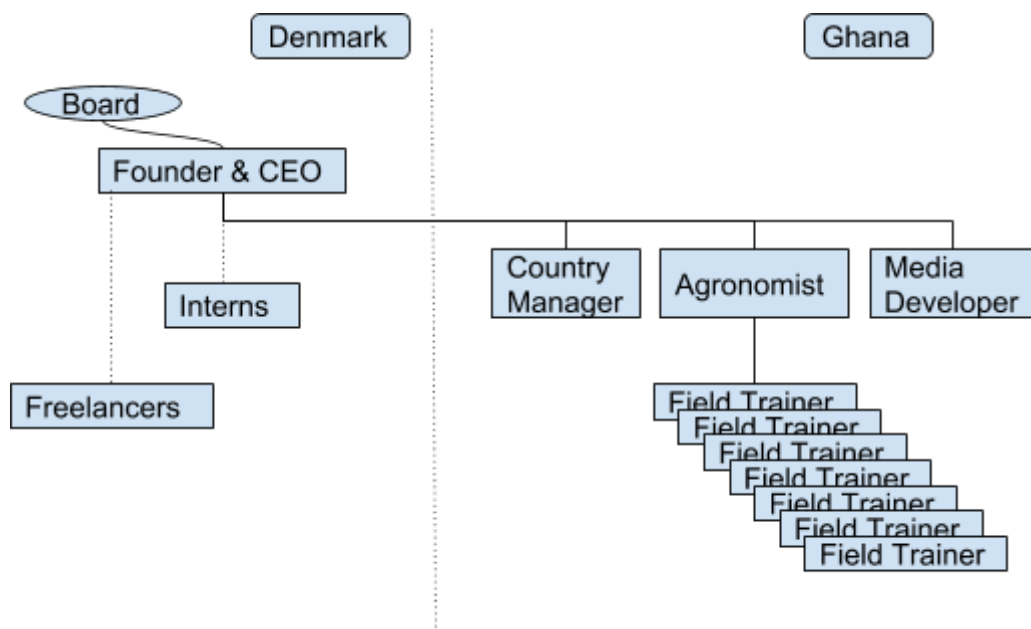 Denmark
Ghana
Board
Founder & CEO
Country
Manager
Agronomist
Media
Developer
Interns
Freelancers
Field Trainer
Field Trainer
Field Trainer
Field Trainer
Field Trainer
Field Trainer
Field Trainer